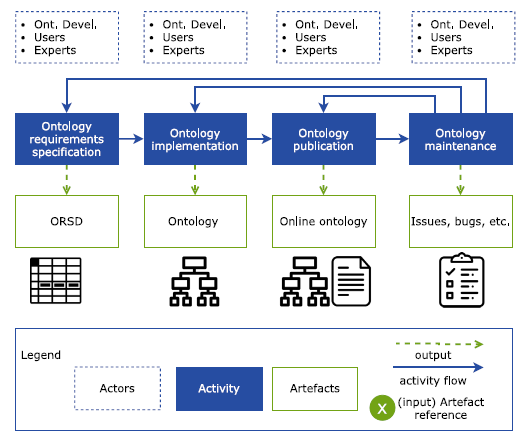 • Ont. Devel.
• Users
• Experts
• Ont. Devel.
• Users
• Experts
• Ont. Devel.
• Users
• Experts
• Ont. Devel.
• Users
• Experts
Ontology
requirements
specification
Ontology
implementation
Ontology
publication
Ontology
maintenance
ORSD
Ontology
Online ontology
Issues, bugs, etc.
Legend
Actors
Activity
Artefacts
output
activity flow
X
(input) Artefact
reference